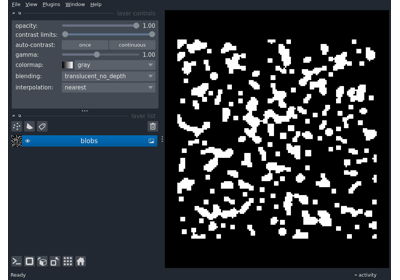 File View Plugins Window Help
layer controls
opacity: 1.00
contrast limits:
auto-contrast: once continuous
gamma: 1.00
colormap: gray
blending: translucent_no_depth
interpolation: nearest
layer list
blobs
Ready
activity